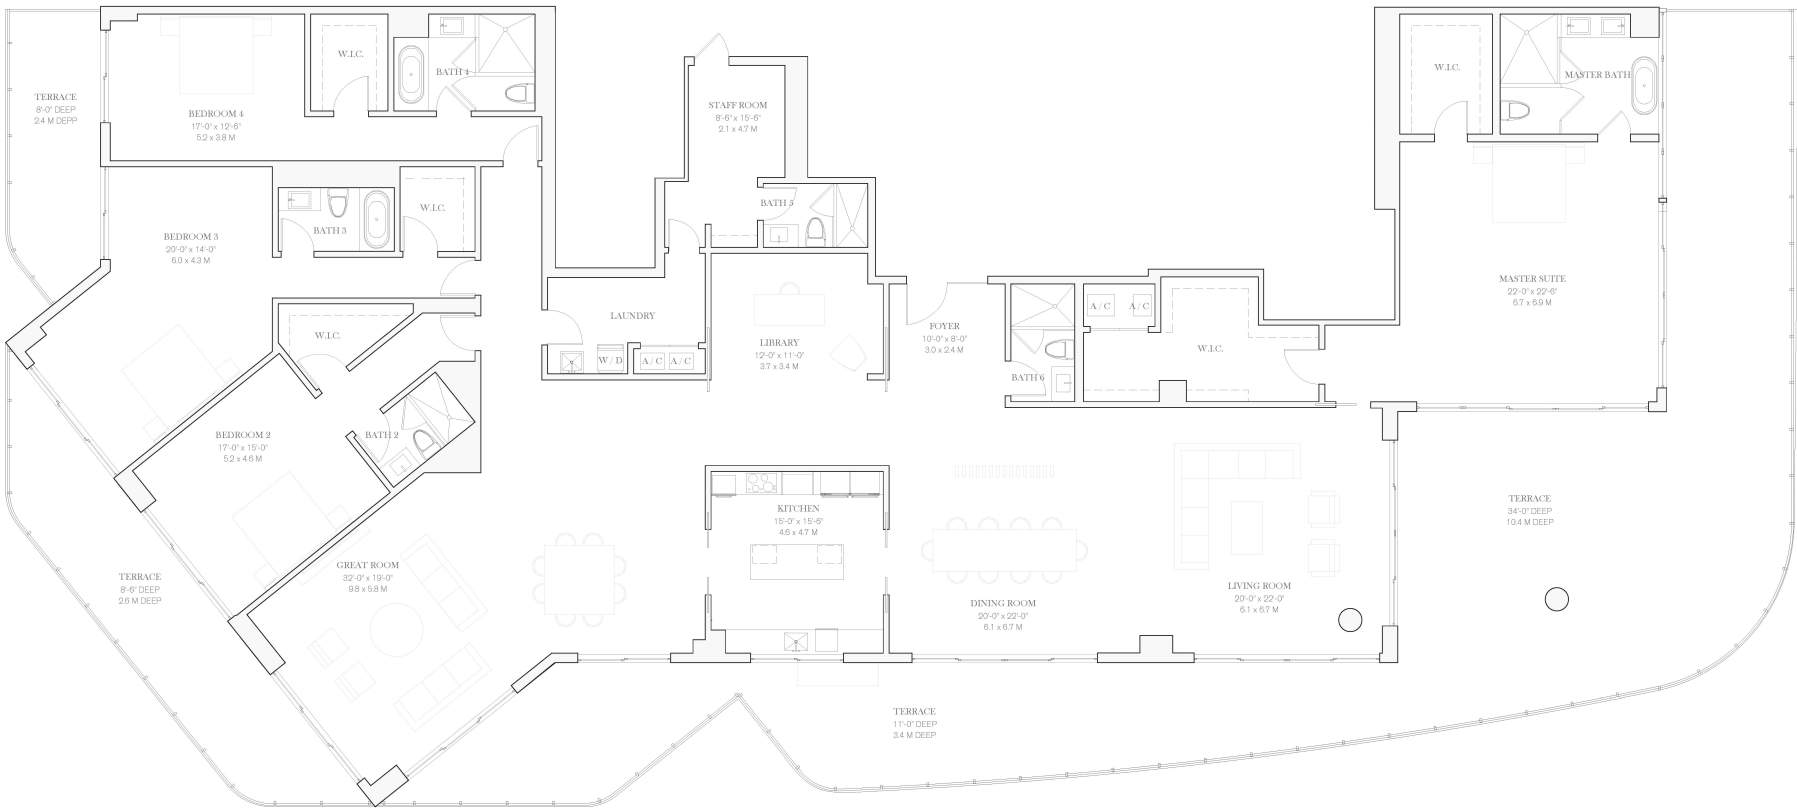 TERRACE
8'-0" DEEP
2.4 M DEPP
BEDROOM 4
17'-0" x 12'-6"
5.2 x 3.8 M
W.I.C.
BATH 4
STAFF ROOM
8'-6" x 15'-6"
2.1 x 4.7 M
W.I.C.
MASTER BATH
BEDROOM 3
20'-0" x 14'-0"
6.0 x 4.3 M
BATH 3
W.I.C.
BATH 5
MASTER SUITE
22'-0" x 22'-6"
6.7 x 6.9 M
W.I.C.
LAUNDRY
W/D
A/C
A/C
LIBRARY
12'-0" x 11'-0"
3.7 x 3.4 M
FOYER
10'-0" x 8'-0"
3.0 x 2.4 M
BATH 6
A/C
A/C
W.I.C.
BEDROOM 2
17'-0" x 15'-0"
5.2 x 4.6 M
BATH 2
TERRACE
8'-6" DEEP
2.6 M DEEP
GREAT ROOM
32'-0" x 19'-0"
9.8 x 5.8 M
KITCHEN
15'-0" x 15'-6"
4.6 x 4.7 M
DINING ROOM
20'-0" x 22'-0"
6.1 x 6.7 M
LIVING ROOM
20'-0" x 22'-0"
6.1 x 6.7 M
TERRACE
34'-0" DEEP
10.4 M DEEP
TERRACE
11'-0" DEEP
3.4 M DEEP